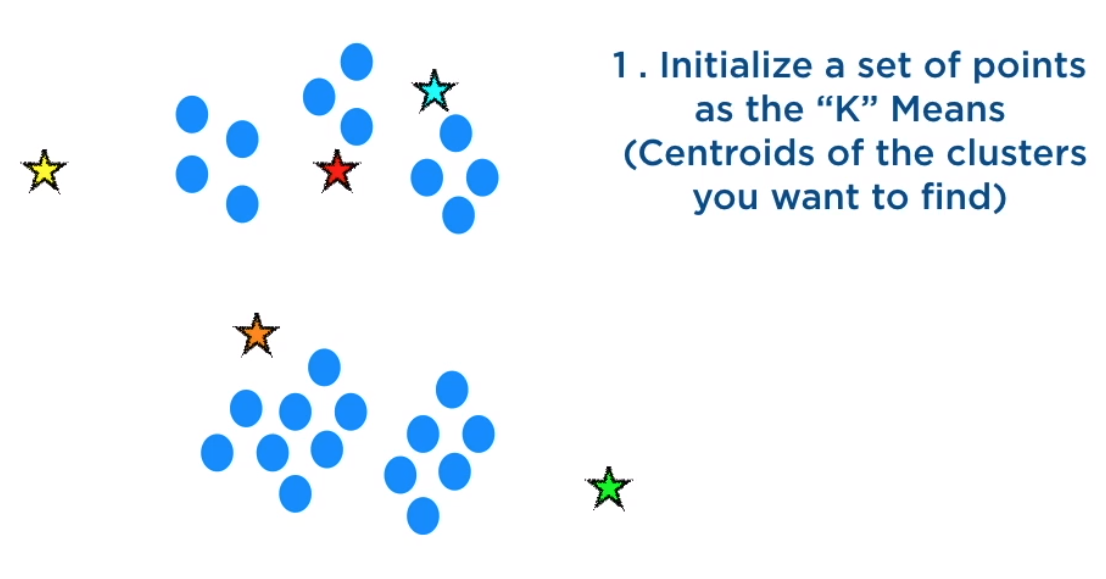 1 . Initialize a set of points
as the “K” Means
(Centroids of the clusters
you want to find)